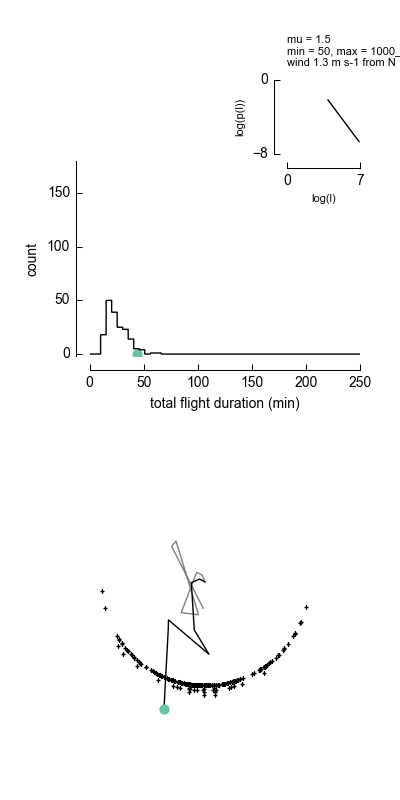 mu = 1.5
min = 50, max = 1000_
wind 1.3 m s-1 from N
0
log(p(l))
−8
0
7
log(l)
150
100
count
50
0
0
50
100
150
200
250
total flight duration (min)